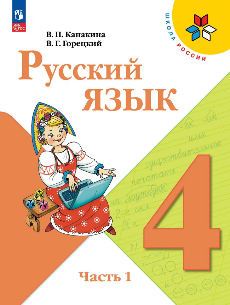 В. П. Канакина
В. Г. Горецкий
ШКОЛА РОССИИ
Русский
язык
4
Часть 1